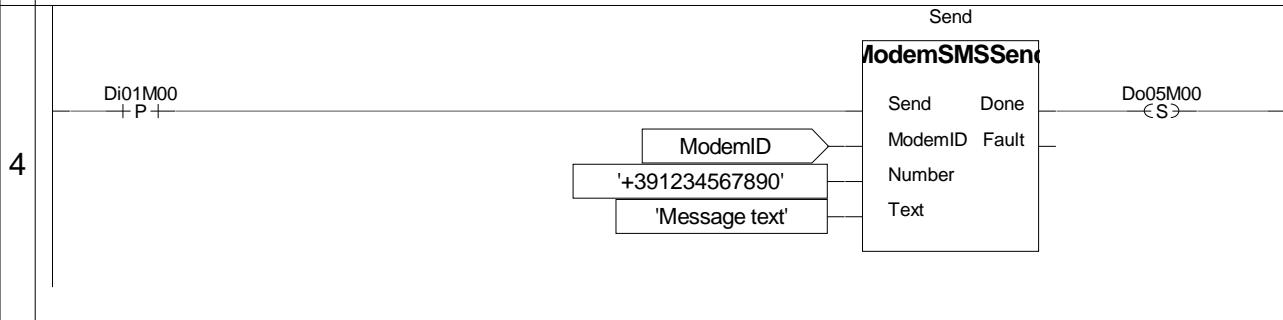 Send
ModemSMSSend
Di01M00
P
Send Done
Do05M00
S
ModemID
ModemID Fault
4
'+391234567890'
Number
'Message text'
Text